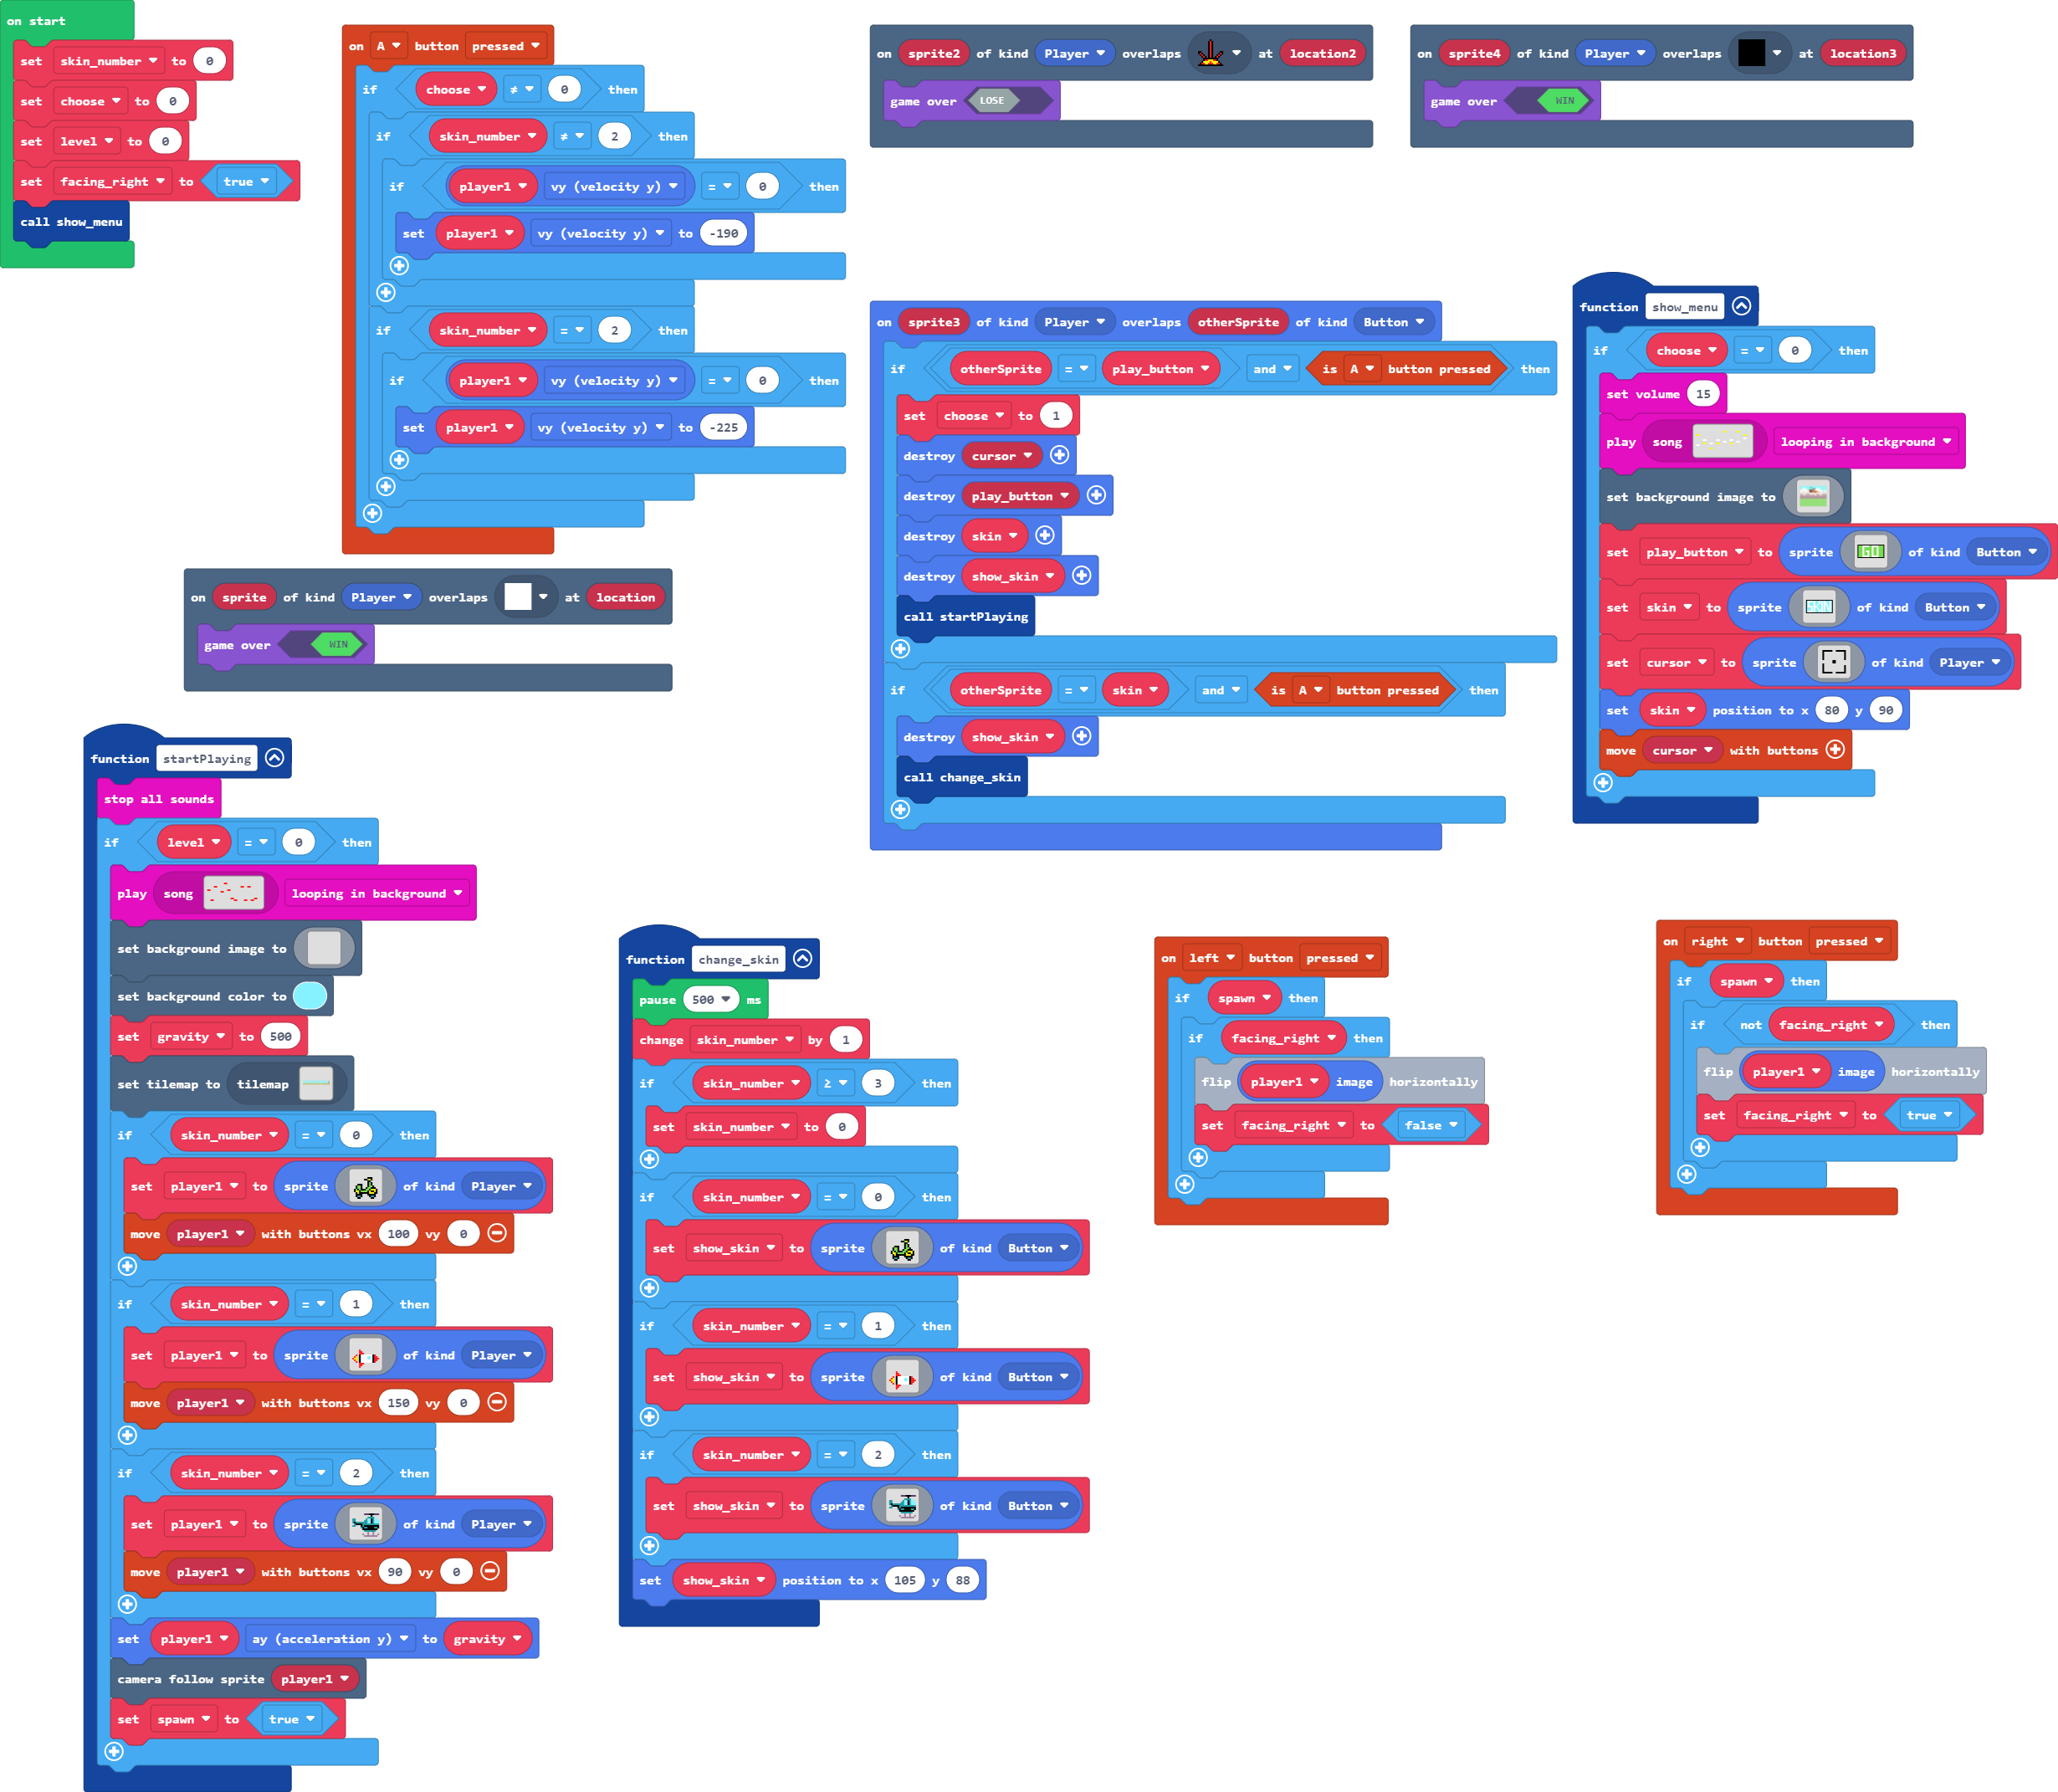 on start
set skin_number to 0
set choose to 0
set level to 0
set facing_right to true
call show_menu
on A button pressed
if choose ≠ 0 then
if skin_number ≠ 2 then
if player1 vy (velocity y) = 0 then
set player1 vy (velocity y) to -190
if skin_number = 2 then
if player1 vy (velocity y) = 0 then
set player1 vy (velocity y) to -225
on sprite2 of kind Player overlaps at location2
game over LOSE
on sprite4 of kind Player overlaps at location3
game over WIN
on sprite of kind Player overlaps at location
game over WIN
on sprite3 of kind Player overlaps otherSprite of kind Button
if otherSprite = play_button and is A button pressed then
set choose to 1
destroy cursor
destroy play_button
destroy skin
destroy show_skin
call startPlaying
if otherSprite = skin and is A button pressed then
destroy show_skin
call change_skin
function show_menu
if choose = 0 then
set volume 15
play song looping in background
set background image to
set play_button to sprite GO of kind Button
set skin to sprite SKIN of kind Button
set cursor to sprite of kind Player
set skin position to x 80 y 90
move cursor with buttons
function startPlaying
stop all sounds
if level = 0 then
play song looping in background
set background image to
set background color to
set gravity to 500
set tilemap to tilemap
if skin_number = 0 then
set player1 to sprite of kind Player
move player1 with buttons vx 100 vy 0
if skin_number = 1 then
set player1 to sprite of kind Player
move player1 with buttons vx 150 vy 0
if skin_number = 2 then
set player1 to sprite of kind Player
move player1 with buttons vx 90 vy 0
set player1 ay (acceleration y) to gravity
camera follow sprite player1
set spawn to true
function change_skin
pause 500 ms
change skin_number by 1
if skin_number ≥ 3 then
set skin_number to 0
if skin_number = 0 then
set show_skin to sprite of kind Button
if skin_number = 1 then
set show_skin to sprite of kind Button
if skin_number = 2 then
set show_skin to sprite of kind Button
set show_skin position to x 105 y 88
on left button pressed
if spawn then
if facing_right then
flip player1 image horizontally
set facing_right to false
on right button pressed
if spawn then
if not facing_right then
flip player1 image horizontally
set facing_right to true